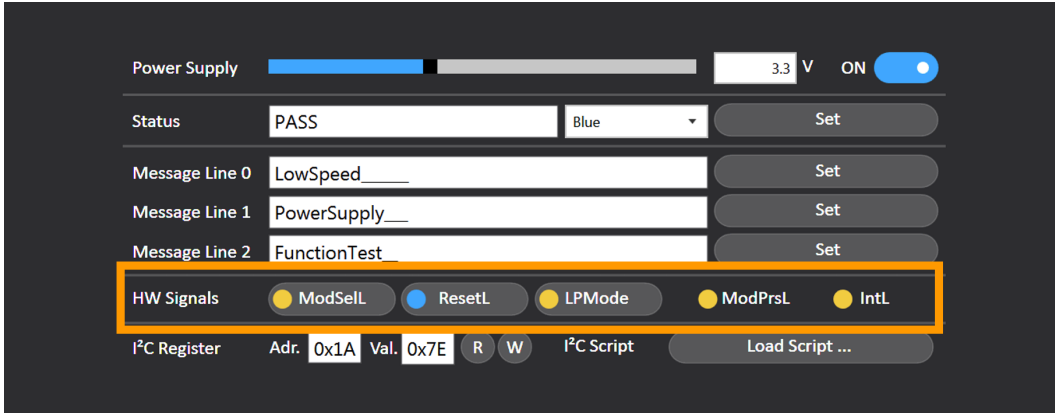 Power Supply 3.3 V ON
Status PASS Blue Set
Message Line 0 LowSpeed_____ Set
Message Line 1 PowerSupply__ Set
Message Line 2 FunctionTest_ Set
HW Signals ModSelL ResetL LPMode ModPrsL IntL
I²C Register Adr. 0x1A Val. 0x7E R W I²C Script Load Script ...